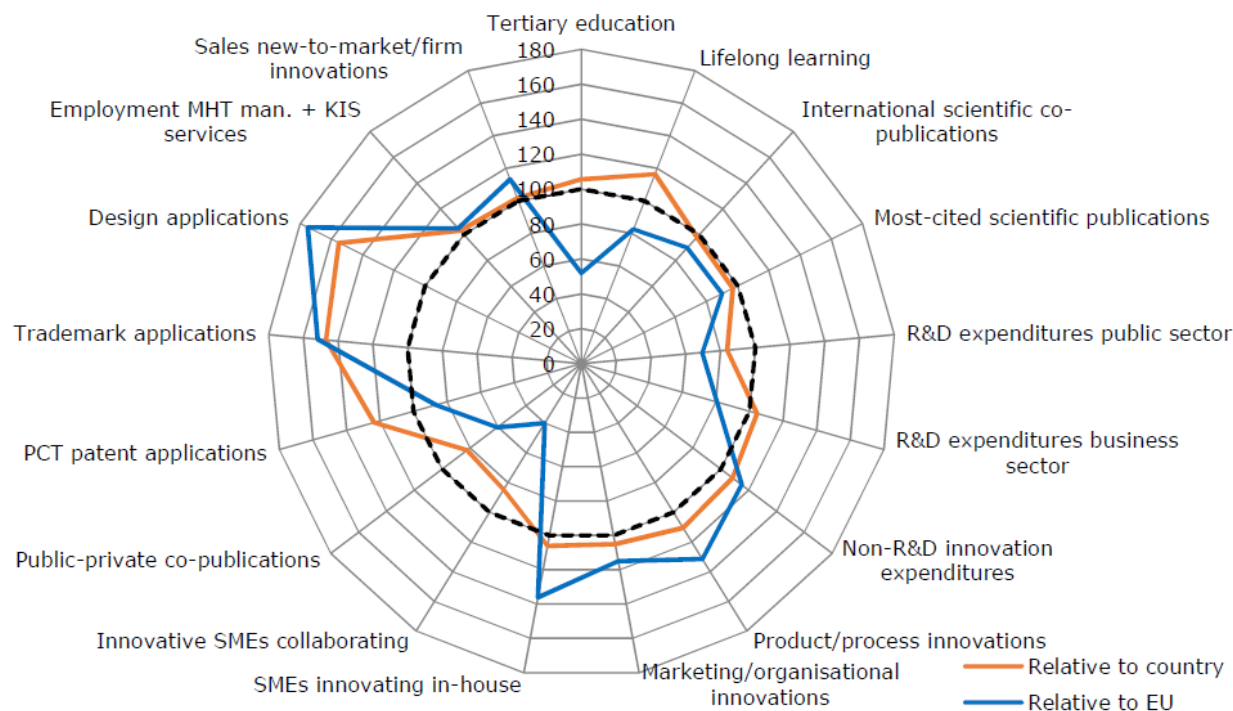 Tertiary education
Sales new-to-market/firm
innovations
Lifelong learning
Employment MHT man. + KIS
services
International scientific co-
publications
Design applications
Most-cited scientific publications
Trademark applications
R&D expenditures public sector
PCT patent applications
R&D expenditures business
sector
Public-private co-publications
Non-R&D innovation
expenditures
Innovative SMEs collaborating
Product/process innovations
SMEs innovating in-house
Marketing/organisational
innovations
180
160
140
120
100
80
60
40
20
0
Relative to country
Relative to EU